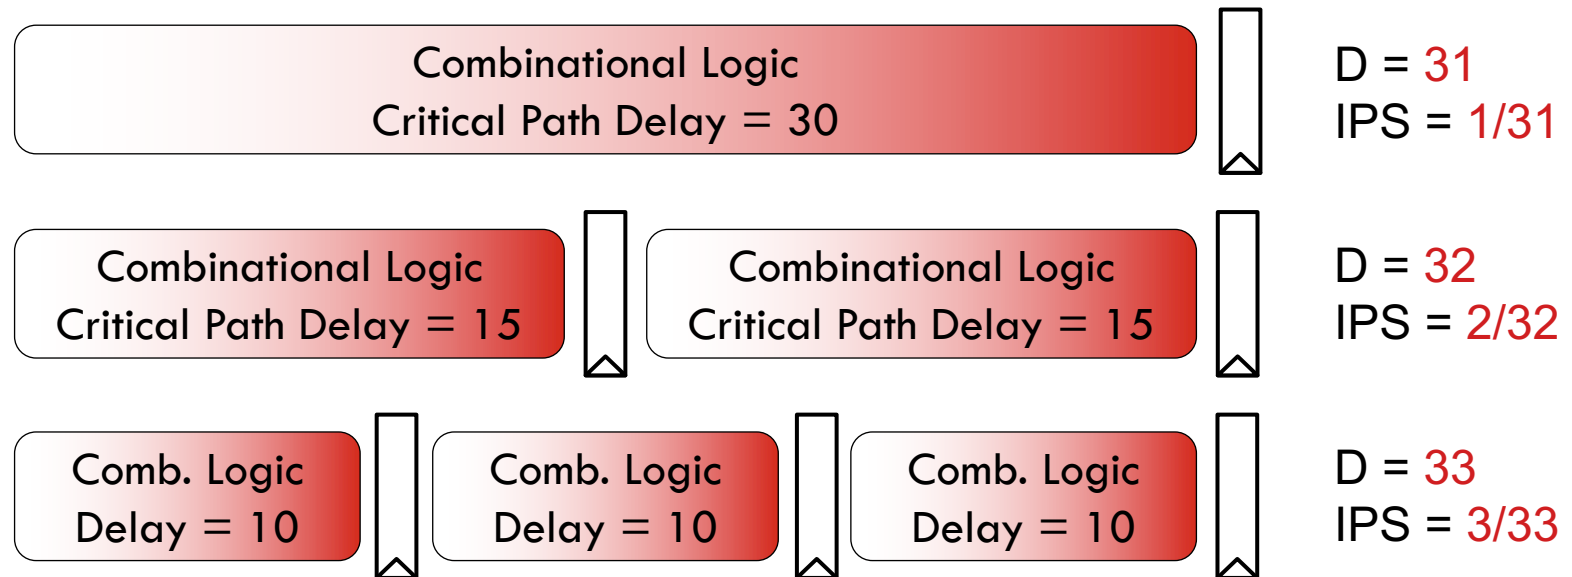 Combinational Logic
Critical Path Delay = 30
D = 31
IPS = 1/31
Combinational Logic
Critical Path Delay = 15
Combinational Logic
Critical Path Delay = 15
D = 32
IPS = 2/32
Comb. Logic
Delay = 10
Comb. Logic
Delay = 10
Comb. Logic
Delay = 10
D = 33
IPS = 3/33